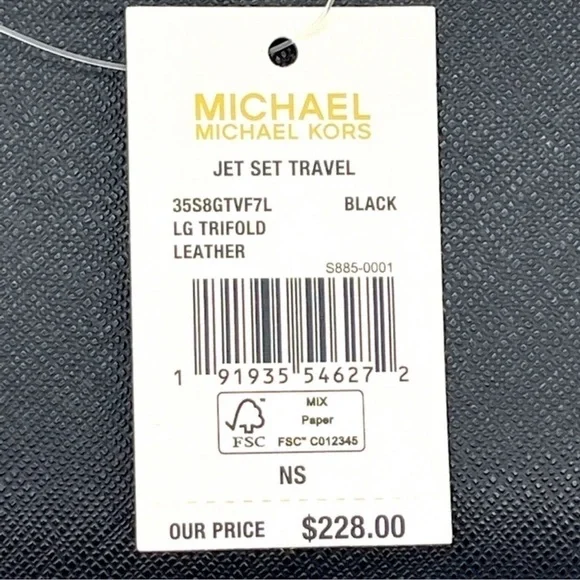 MICHAEL
MICHAEL KORS
JET SET TRAVEL
35S8GTVF7L BLACK
LG TRIFOLD
LEATHER
S885-0001
1 91935 54627 2
MIX
Paper
FSC FSC™ C012345
NS
OUR PRICE $228.00